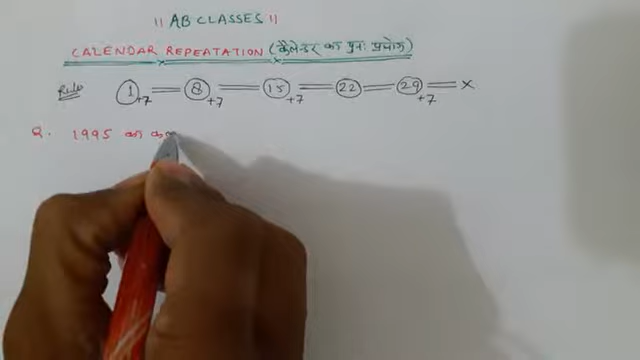 || AB CLASSES ||
CALENDAR REPEATATION (कैलेन्डर का पुनः प्रयोग)
Rule 1 +7 = 8 +7 = 15 +7 = 22 = 29 +7 = ×
Q. 1995 का